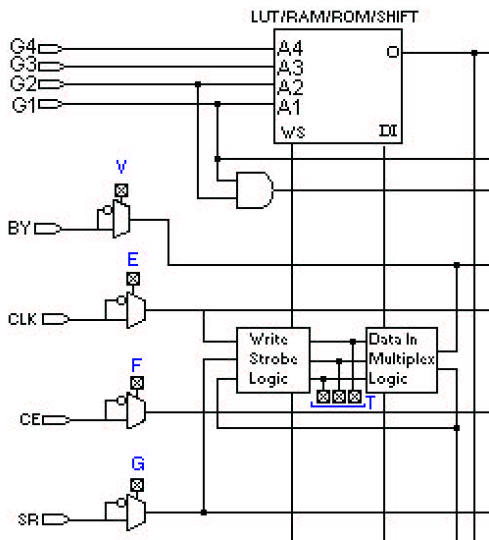 LUT/RAM/ROM/SHIFT
G4
A4
O
G3
A3
G2
A2
G1
A1
WS
DI
V
BY
E
CLK
Write
Strobe
Logic
Data In
Multiplex
Logic
F
T
CE
G
SR